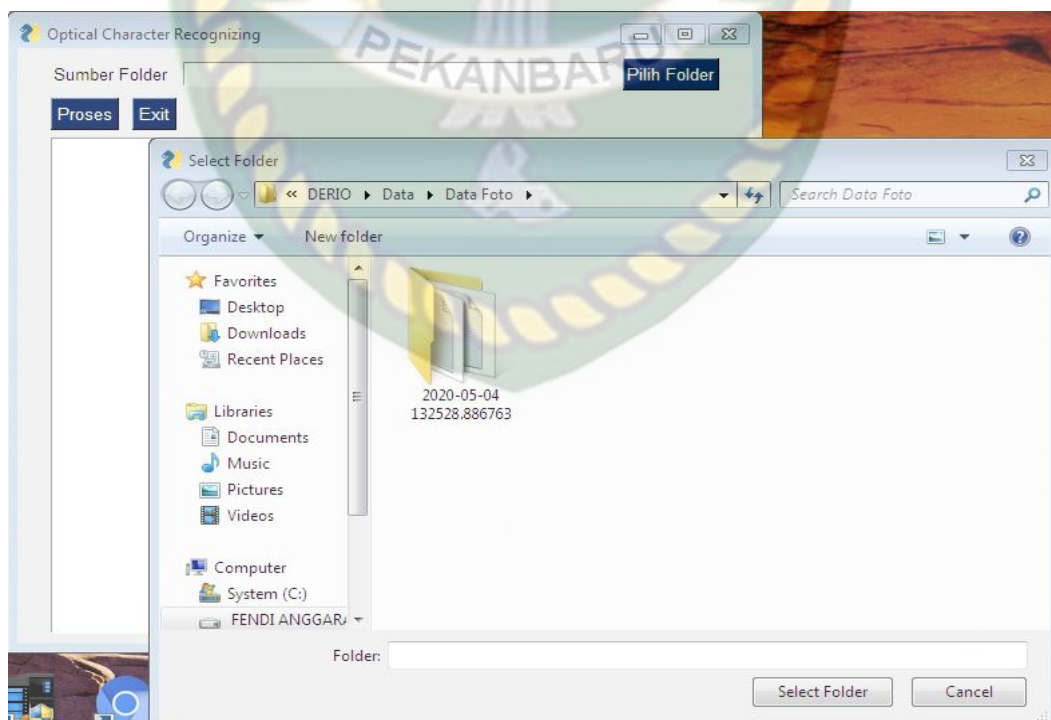 Optical Character Recognizing
PEKANBARU
Sumber Folder Pilih Folder
Proses Exit
Select Folder
« DERIO Data Data Foto Search Data Foto
Organize New folder
Favorites
Desktop
Downloads
Recent Places
2020-05-04
132528.886763
Libraries
Documents
Music
Pictures
Videos
Computer
System (C:)
FENDI ANGGAR
Folder:
Select Folder Cancel